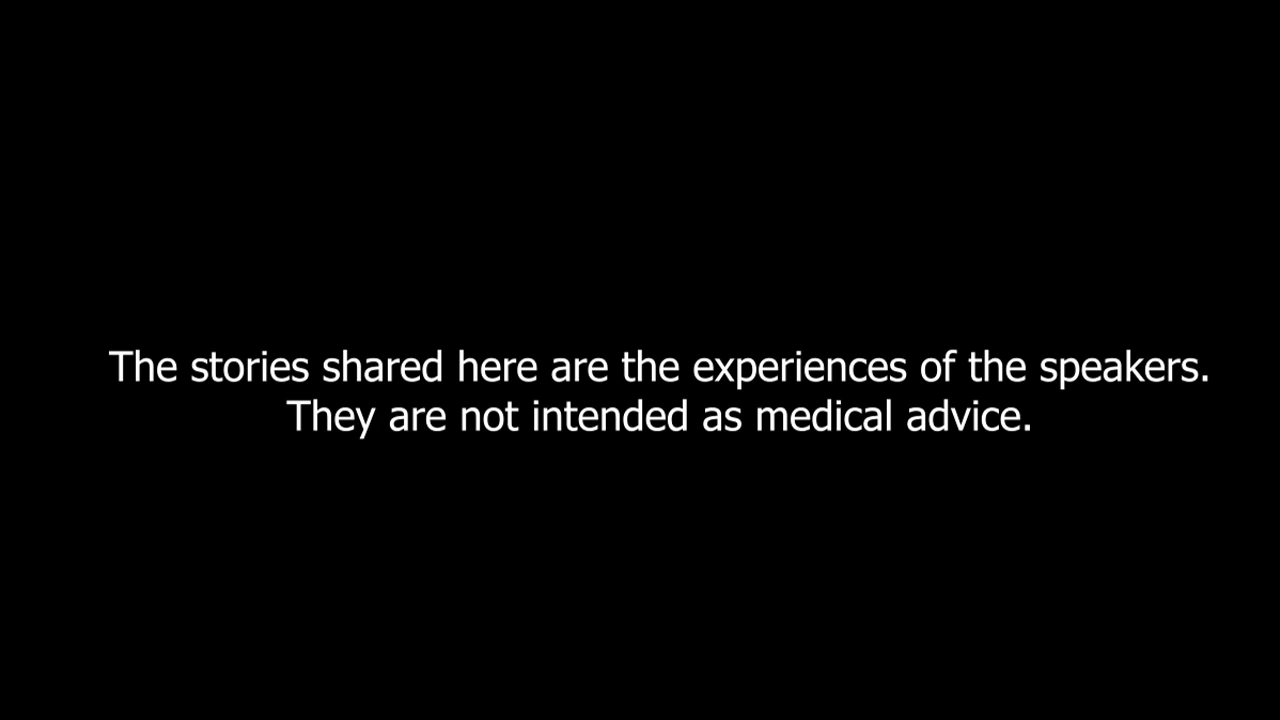 The stories shared here are the experiences of the speakers.
They are not intended as medical advice.